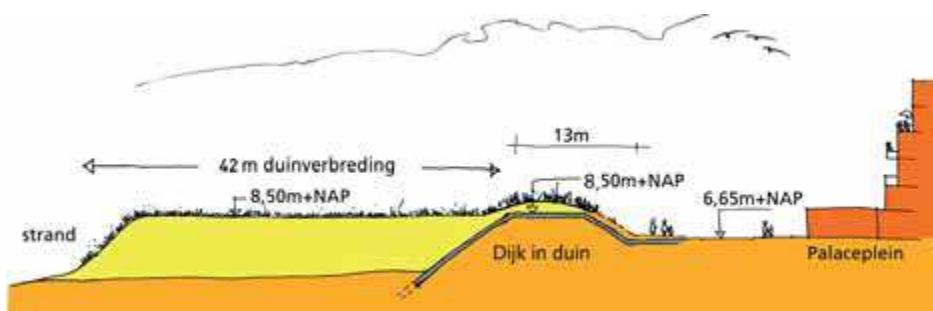 13m
42 m duinverbreding
8,50m+NAP
8,50m+NAP
6,65m+NAP
strand
Dijk in duin
Palaceplein